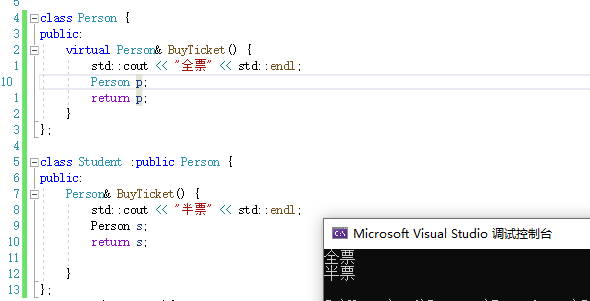 5
4 class Person {
3 public:
2 virtual Person& BuyTicket() {
1 std::cout << "全票" << std::endl;
10 Person p;
1 return p;
2 }
3 };
4
5 class Student :public Person {
6 public:
7 Person& BuyTicket() {
8 std::cout << "半票" << std::endl;
9 Person s;
10 return s;
11
12 }
13 };
Microsoft Visual Studio 调试控制台
全票
半票